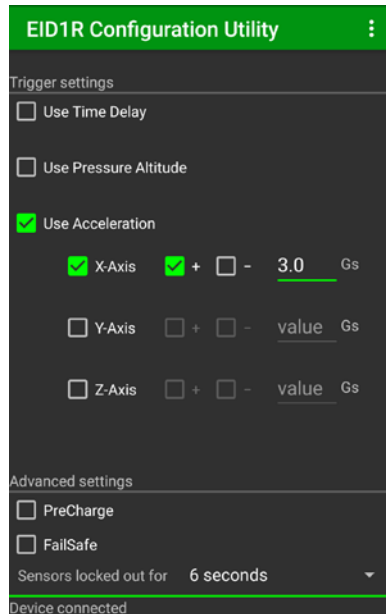 EID1R Configuration Utility
Trigger settings
Use Time Delay
Use Pressure Altitude
Use Acceleration
X-Axis + - 3.0 Gs
Y-Axis + - value Gs
Z-Axis + - value Gs
Advanced settings
PreCharge
FailSafe
Sensors locked out for 6 seconds
Device connected